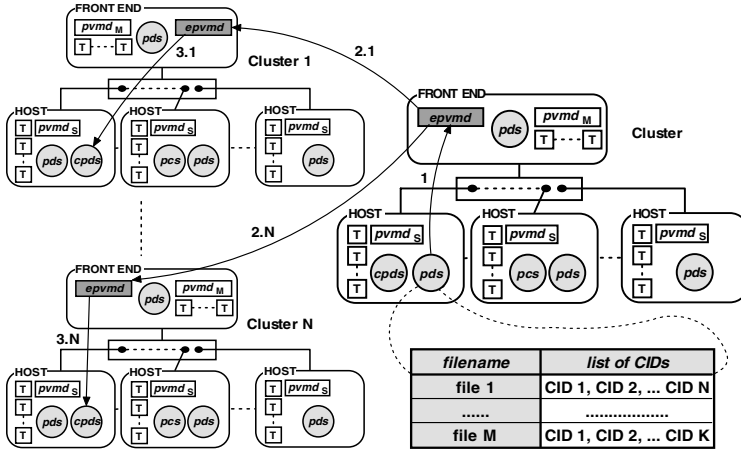 FRONT END
pvmd M
pds
epvmd
T T
3.1
Cluster 1
2.1
HOST
T
pvmd S
T
T
pds
cpds
HOST
T
pvmd S
T
T
pcs
pds
HOST
T
pvmd S
T
T
pds
FRONT END
epvmd
pds
pvmd M
T T
Cluster
1
HOST
T
pvmd S
T
T
cpds
pds
HOST
T
pvmd S
T
T
pcs
pds
HOST
T
pvmd S
T
T
pds
2.N
FRONT END
epvmd
pds
pvmd M
T T
3.N
Cluster N
HOST
T
pvmd S
T
T
pds
cpds
HOST
T
pvmd S
T
T
pcs
pds
HOST
T
pvmd S
T
T
pds
filename list of CIDs
file 1 CID 1, CID 2, ... CID N
...... ..................
file M CID 1, CID 2, ... CID K